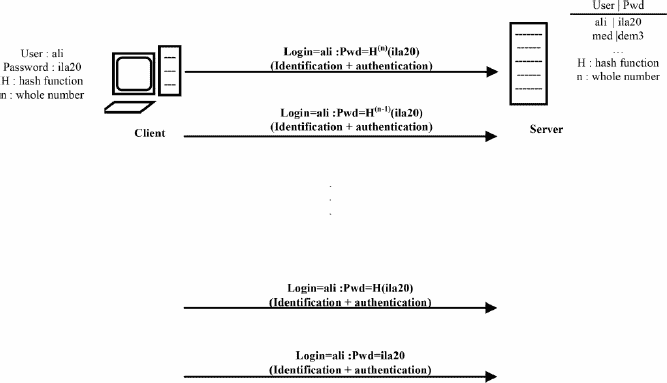 User | Pwd
ali | ila20
med |dem3
...
H : hash function
n : whole number
User : ali
Password : ila20
H : hash function
n : whole number
Client
Server
Login=ali :Pwd=H(n)(ila20)
(Identification + authentication)
Login=ali :Pwd=H(n-1)(ila20)
(Identification + authentication)
.
.
.
Login=ali :Pwd=H(ila20)
(Identification + authentication)
Login=ali :Pwd=ila20
(Identification + authentication)